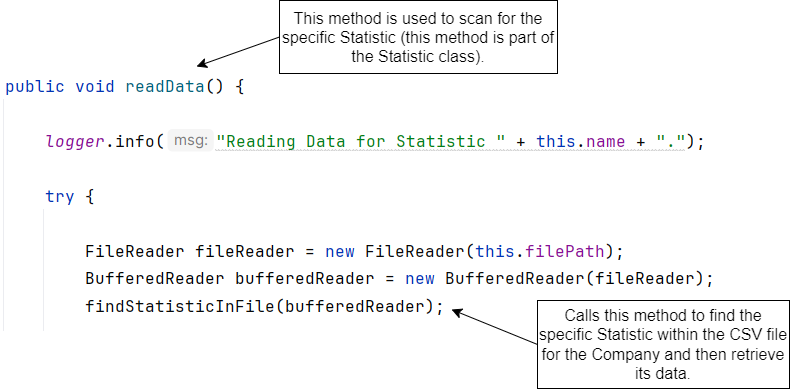 This method is used to scan for the
specific Statistic (this method is part of
the Statistic class).
public void readData() {
logger.info( msg: "Reading Data for Statistic " + this.name + ".");
try {
FileReader fileReader = new FileReader(this.filePath);
BufferedReader bufferedReader = new BufferedReader(fileReader);
findStatisticInFile(bufferedReader);
Calls this method to find the
specific Statistic within the CSV file
for the Company and then retrieve
its data.